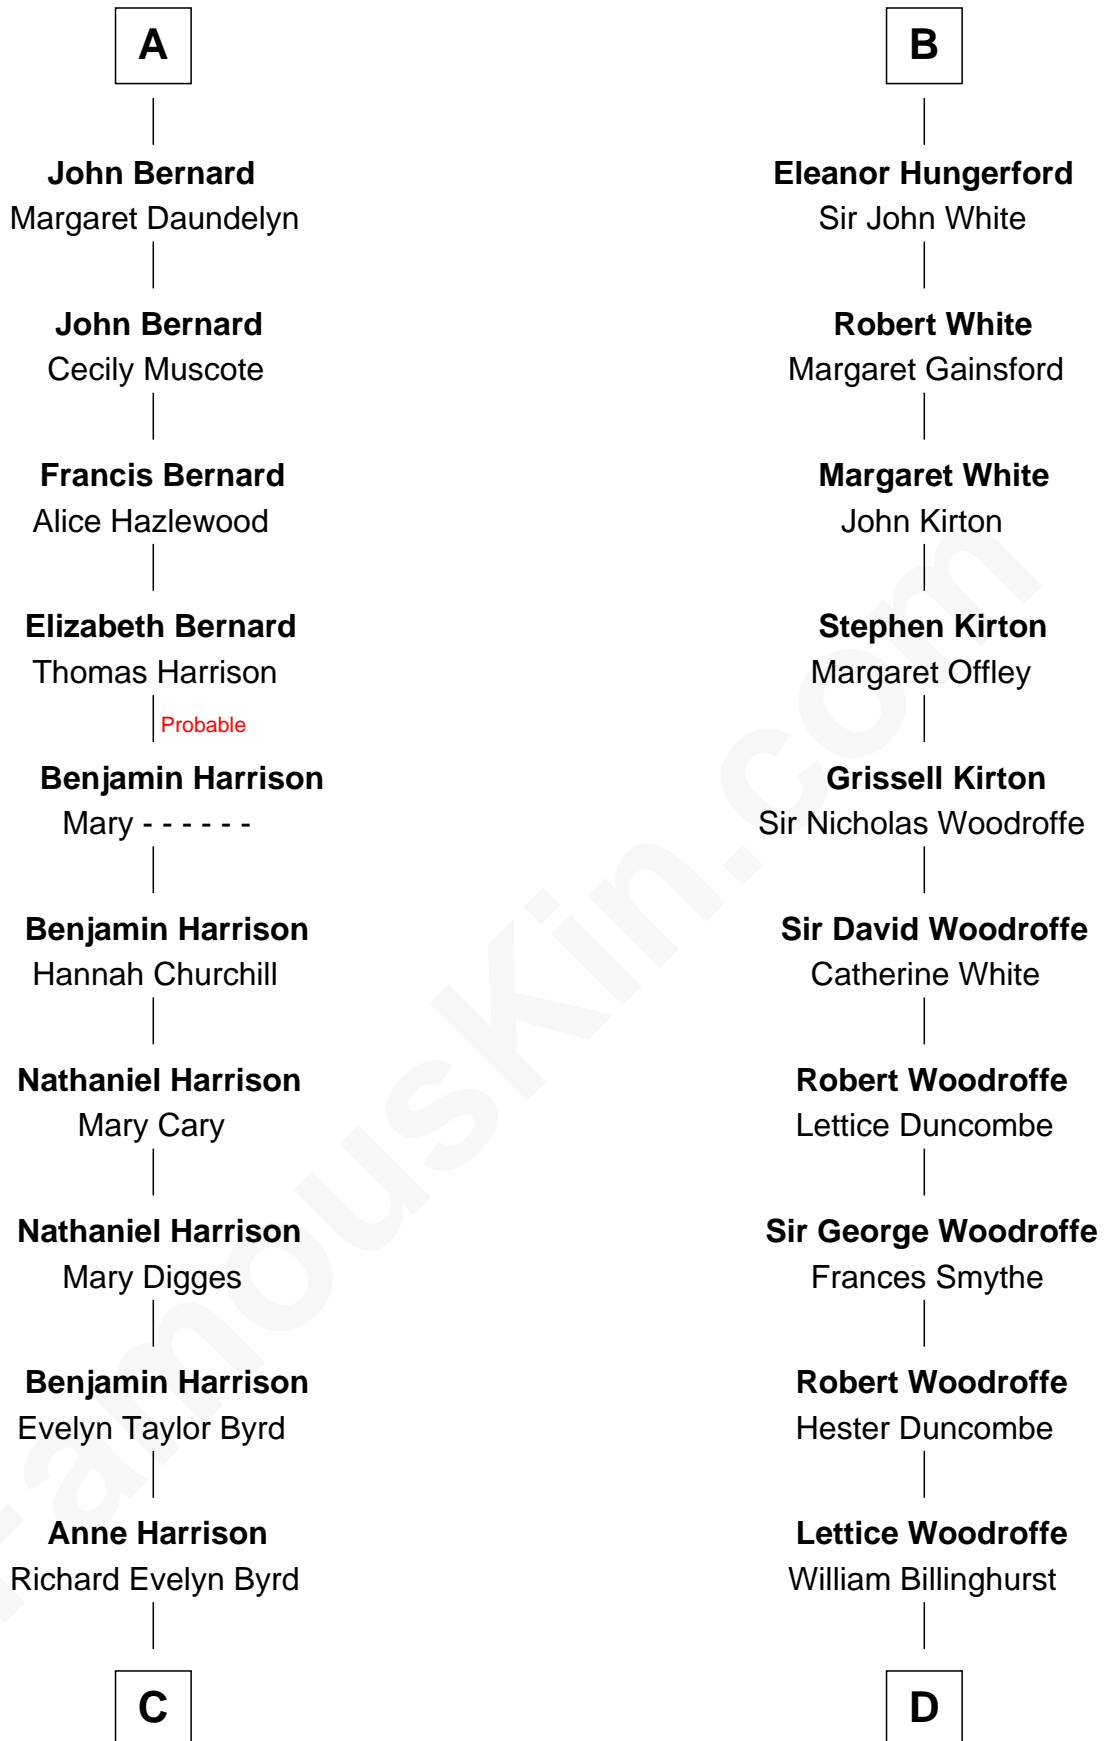 A
John Bernard
Margaret Daundelyn
John Bernard
Cecily Muscote
Francis Bernard
Alice Hazlewood
Elizabeth Bernard
Thomas Harrison
Probable
Benjamin Harrison
Mary - - - - - -
Benjamin Harrison
Hannah Churchill
Nathaniel Harrison
Mary Cary
Nathaniel Harrison
Mary Digges
Benjamin Harrison
Evelyn Taylor Byrd
Anne Harrison
Richard Evelyn Byrd
C
B
Eleanor Hungerford
Sir John White
Robert White
Margaret Gainsford
Margaret White
John Kirton
Stephen Kirton
Margaret Offley
Grissell Kirton
Sir Nicholas Woodroffe
Sir David Woodroffe
Catherine White
Robert Woodroffe
Lettice Duncombe
Sir George Woodroffe
Frances Smythe
Robert Woodroffe
Hester Duncombe
Lettice Woodroffe
William Billinghurst
D
FamousKin.com